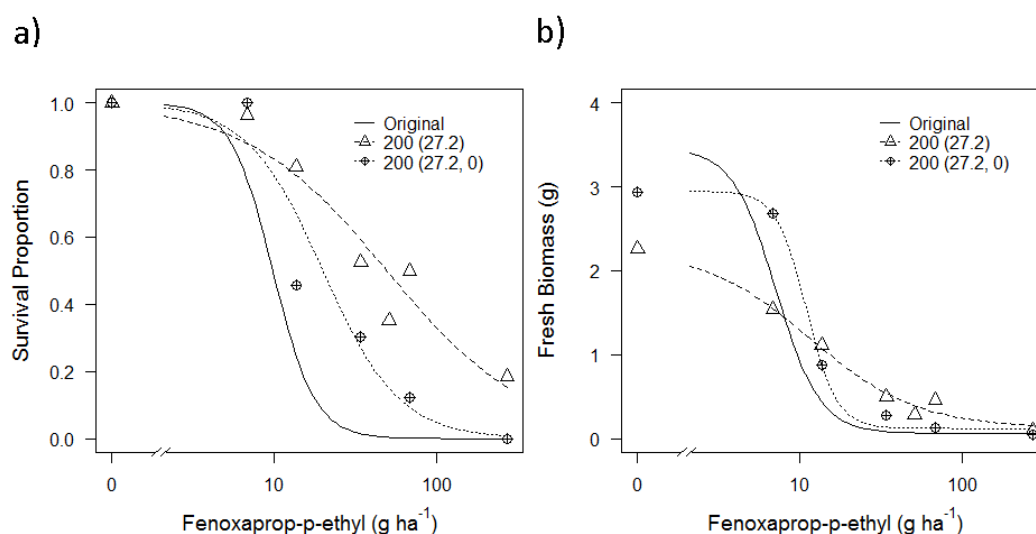 a)
b)
Survival Proportion
1.0
0.8
0.6
0.4
0.2
0.0
Original
200 (27.2)
200 (27.2, 0)
0
10
100
Fenoxaprop-p-ethyl (g ha⁻¹)
Fresh Biomass (g)
4
3
2
1
0
Original
200 (27.2)
200 (27.2, 0)
0
10
100
Fenoxaprop-p-ethyl (g ha⁻¹)